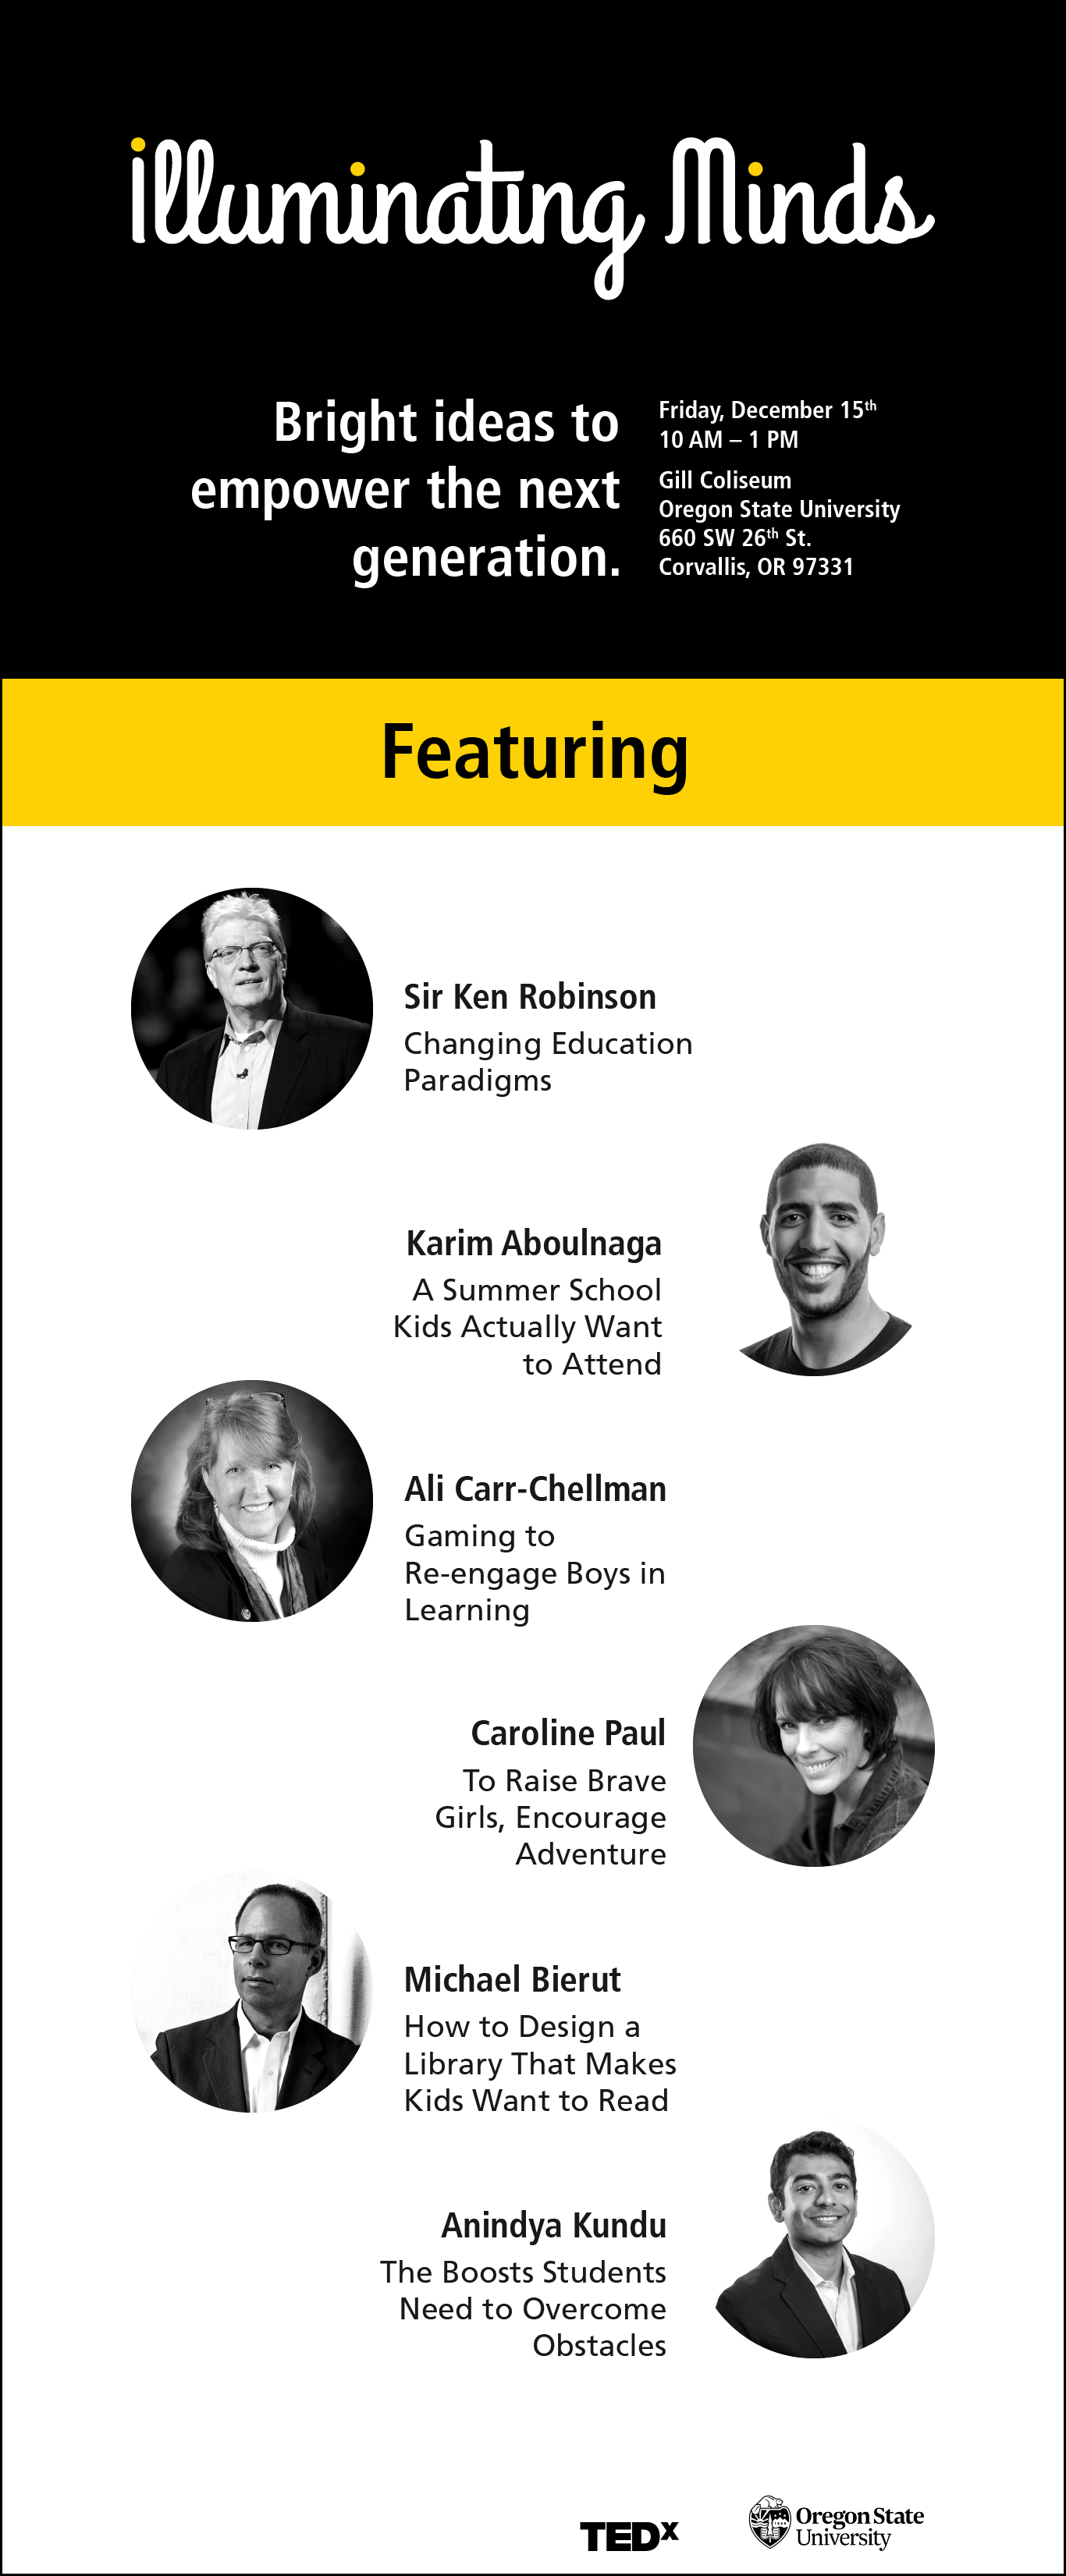 illuminating Minds
Bright ideas to
empower the next
generation.
Friday, December 15th
10 AM – 1 PM
Gill Coliseum
Oregon State University
660 SW 26th St.
Corvallis, OR 97331
Featuring
Sir Ken Robinson
Changing Education
Paradigms
Karim Aboulnaga
A Summer School
Kids Actually Want
to Attend
Ali Carr-Chellman
Gaming to
Re-engage Boys in
Learning
Caroline Paul
To Raise Brave
Girls, Encourage
Adventure
Michael Bierut
How to Design a
Library That Makes
Kids Want to Read
Anindya Kundu
The Boosts Students
Need to Overcome
Obstacles
TEDx
Oregon State
University